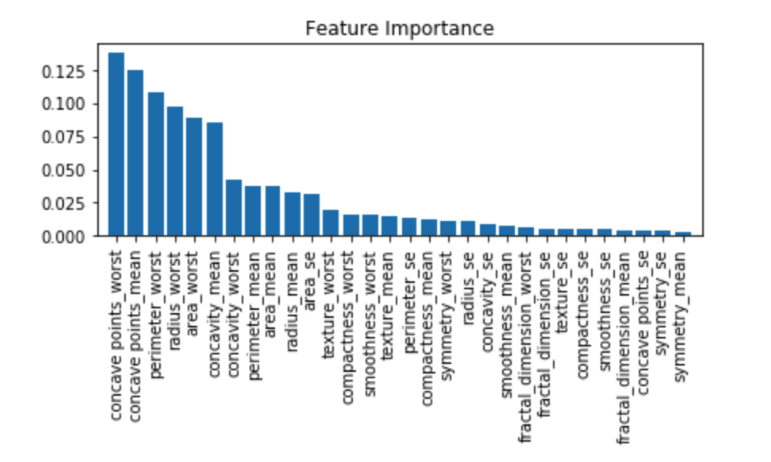 Feature Importance
0.125
0.100
0.075
0.050
0.025
0.000
concave points_worst
concave points_mean
perimeter_worst
radius_worst
area_worst
concavity_mean
concavity_worst
perimeter_mean
area_mean
radius_mean
area_se
texture_worst
compactness_worst
smoothness_worst
texture_mean
perimeter_se
compactness_mean
symmetry_worst
radius_se
concavity_se
smoothness_mean
fractal_dimension_worst
fractal_dimension_se
texture_se
compactness_se
smoothness_se
fractal_dimension_mean
concave points_se
symmetry_se
symmetry_mean